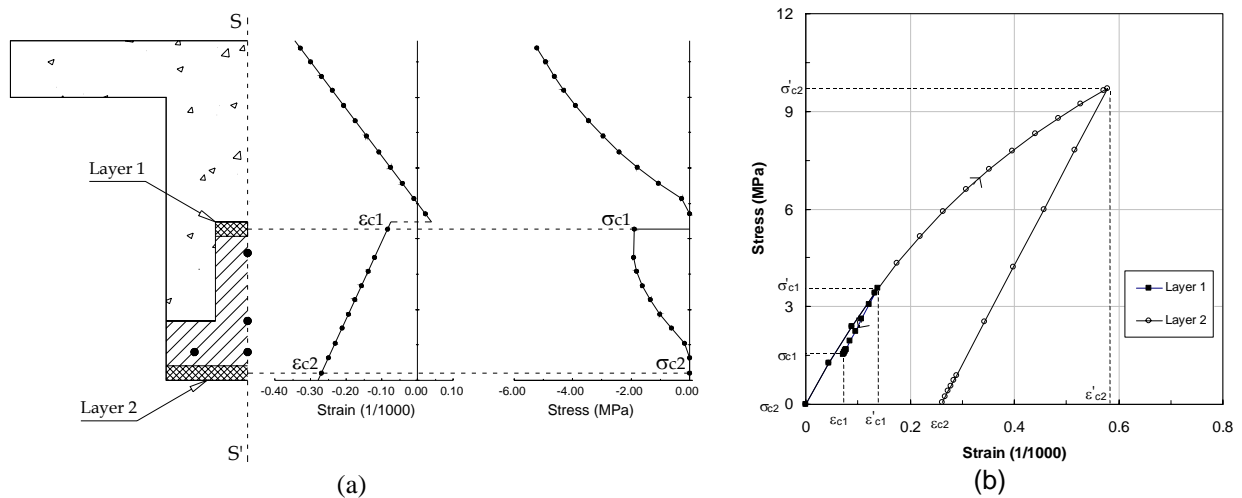 S
Layer 1
Layer 2
S'
εc1
εc2
-0.40 -0.30 -0.20 -0.10 0.00 0.10
Strain (1/1000)
σc1
σc2
-6.00 -4.00 -2.00 0.00
Stress (MPa)
(a)
12
9
6
3
0
σ'c2
σ'c1
σc1
σc2
Stress (MPa)
0 0.2 0.4 0.6 0.8
εc1 ε'c1 εc2 ε'c2
Strain (1/1000)
Layer 1
Layer 2
(b)